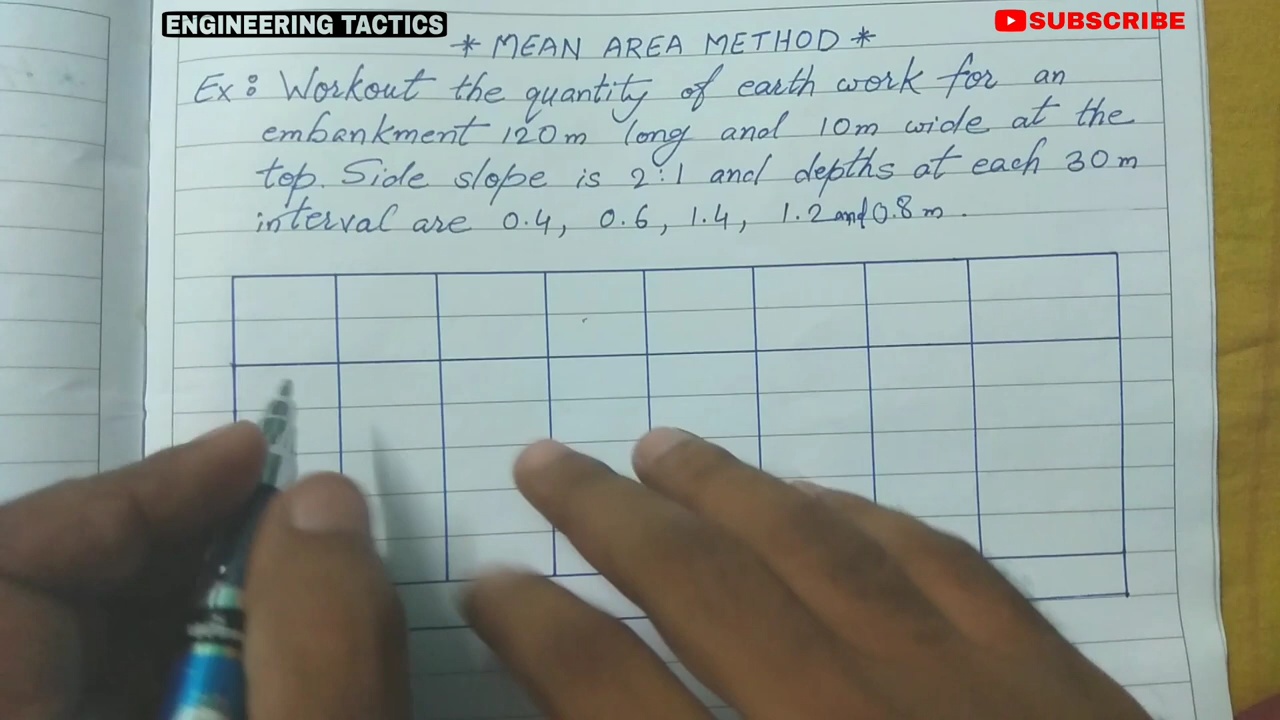 ENGINEERING TACTICS
SUBSCRIBE
* MEAN AREA METHOD *
Ex: Workout the quantity of earth work for an
embankment 120m long and 10m wide at the
top. Side slope is 2:1 and depths at each 30m
interval are 0.4, 0.6, 1.4, 1.2 and 0.8m.